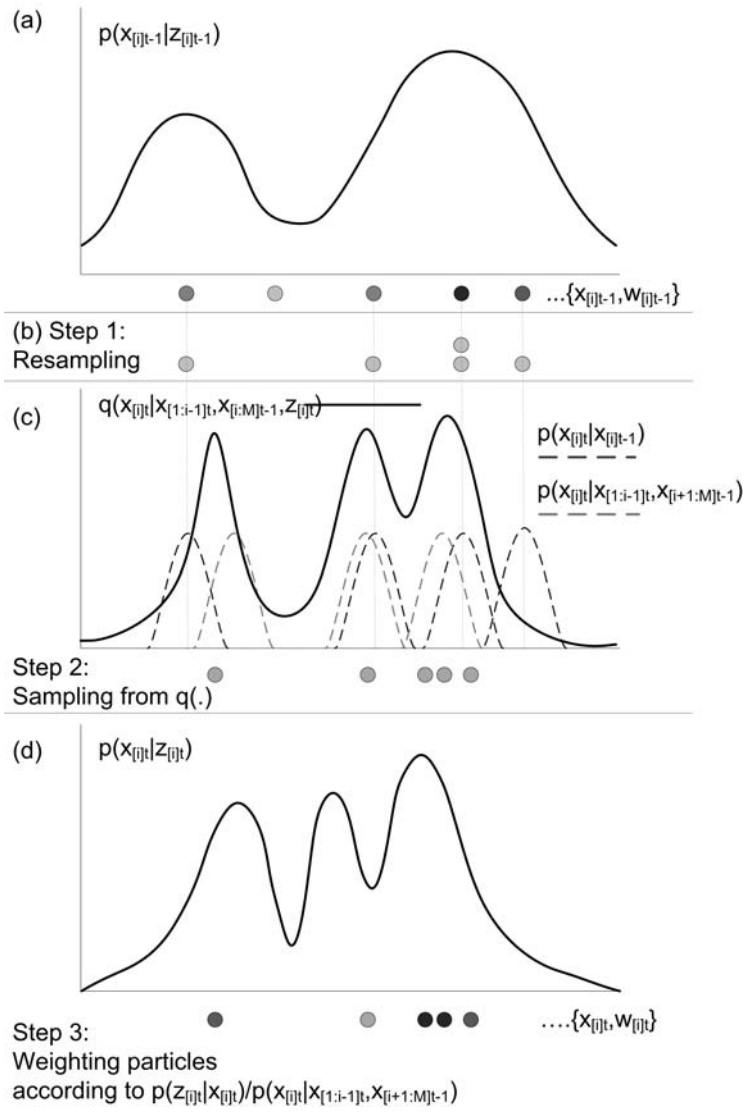 (a)
p(x[i]t-1|z[i]t-1)
...{x[i]t-1,w[i]t-1}
(b) Step 1:
Resampling
(c)
q(x[i]t|x[1:i-1]t,x[i:M]t-1,z[i]t)
p(x[i]t|x[i]t-1)
p(x[i]t|x[1:i-1]t,x[i+1:M]t-1)
Step 2:
Sampling from q(.)
(d)
p(x[i]t|z[i]t)
....{x[i]t,w[i]t}
Step 3:
Weighting particles
according to p(z[i]t|x[i]t)/p(x[i]t|x[1:i-1]t,x[i+1:M]t-1)